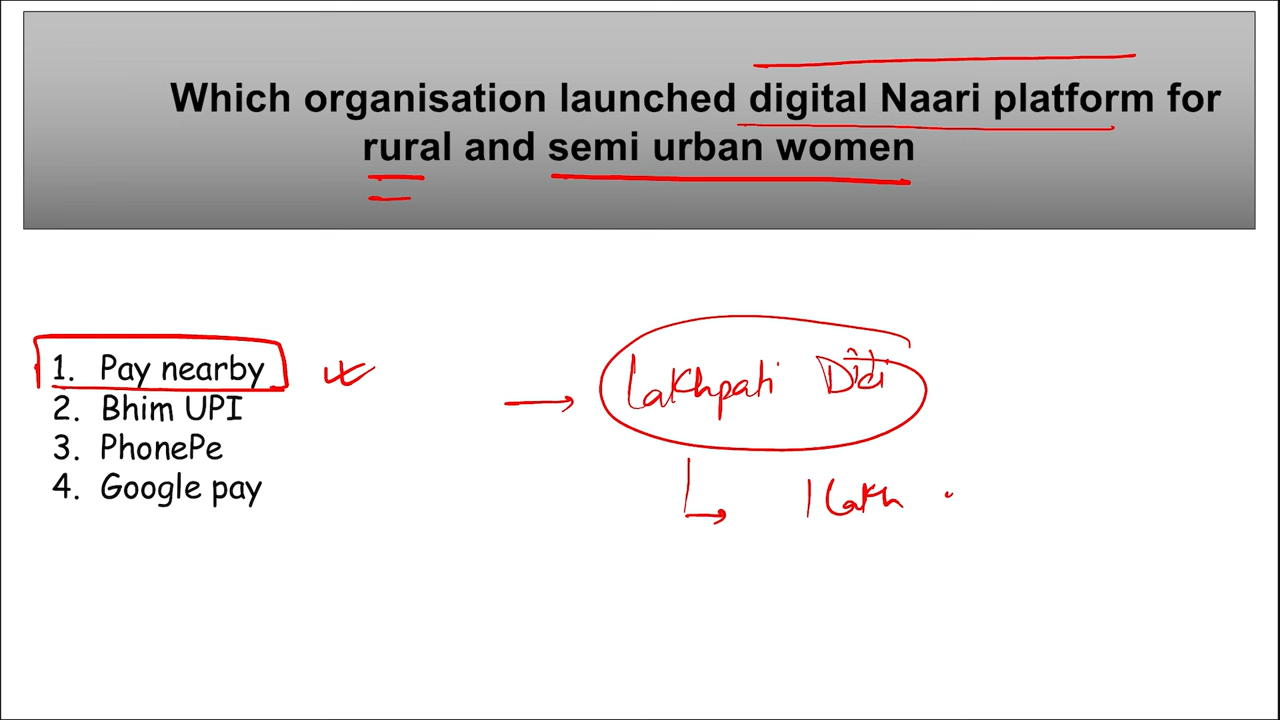 Which organisation launched digital Naari platform for
rural and semi urban women
1. Pay nearby
2. Bhim UPI
3. PhonePe
4. Google pay
Lakhpati Didi
1 lakh